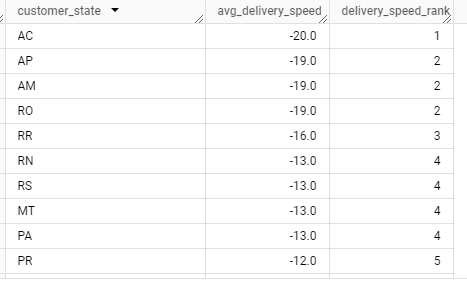 customer_state avg_delivery_speed delivery_speed_rank
AC -20.0 1
AP -19.0 2
AM -19.0 2
RO -19.0 2
RR -16.0 3
RN -13.0 4
RS -13.0 4
MT -13.0 4
PA -13.0 4
PR -12.0 5